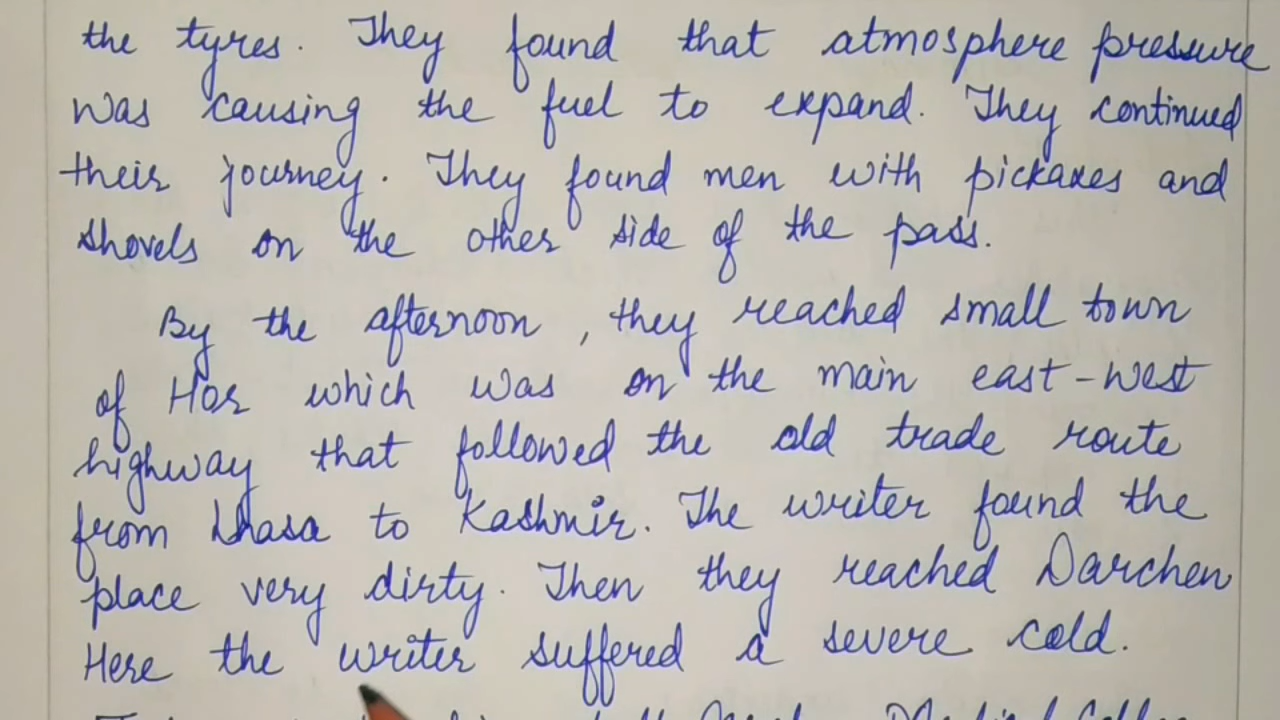 the tyres. They found that atmosphere pressure
was causing the fuel to expand. They continued
their journey. They found men with pickaxes and
shovels on the other side of the pass.
By the afternoon, they reached small town
of Hor which was on the main east-west
highway that followed the old trade route
from Lhasa to Kashmir. The writer found the
place very dirty. Then they reached Darchen
Here the writer suffered a severe cold.